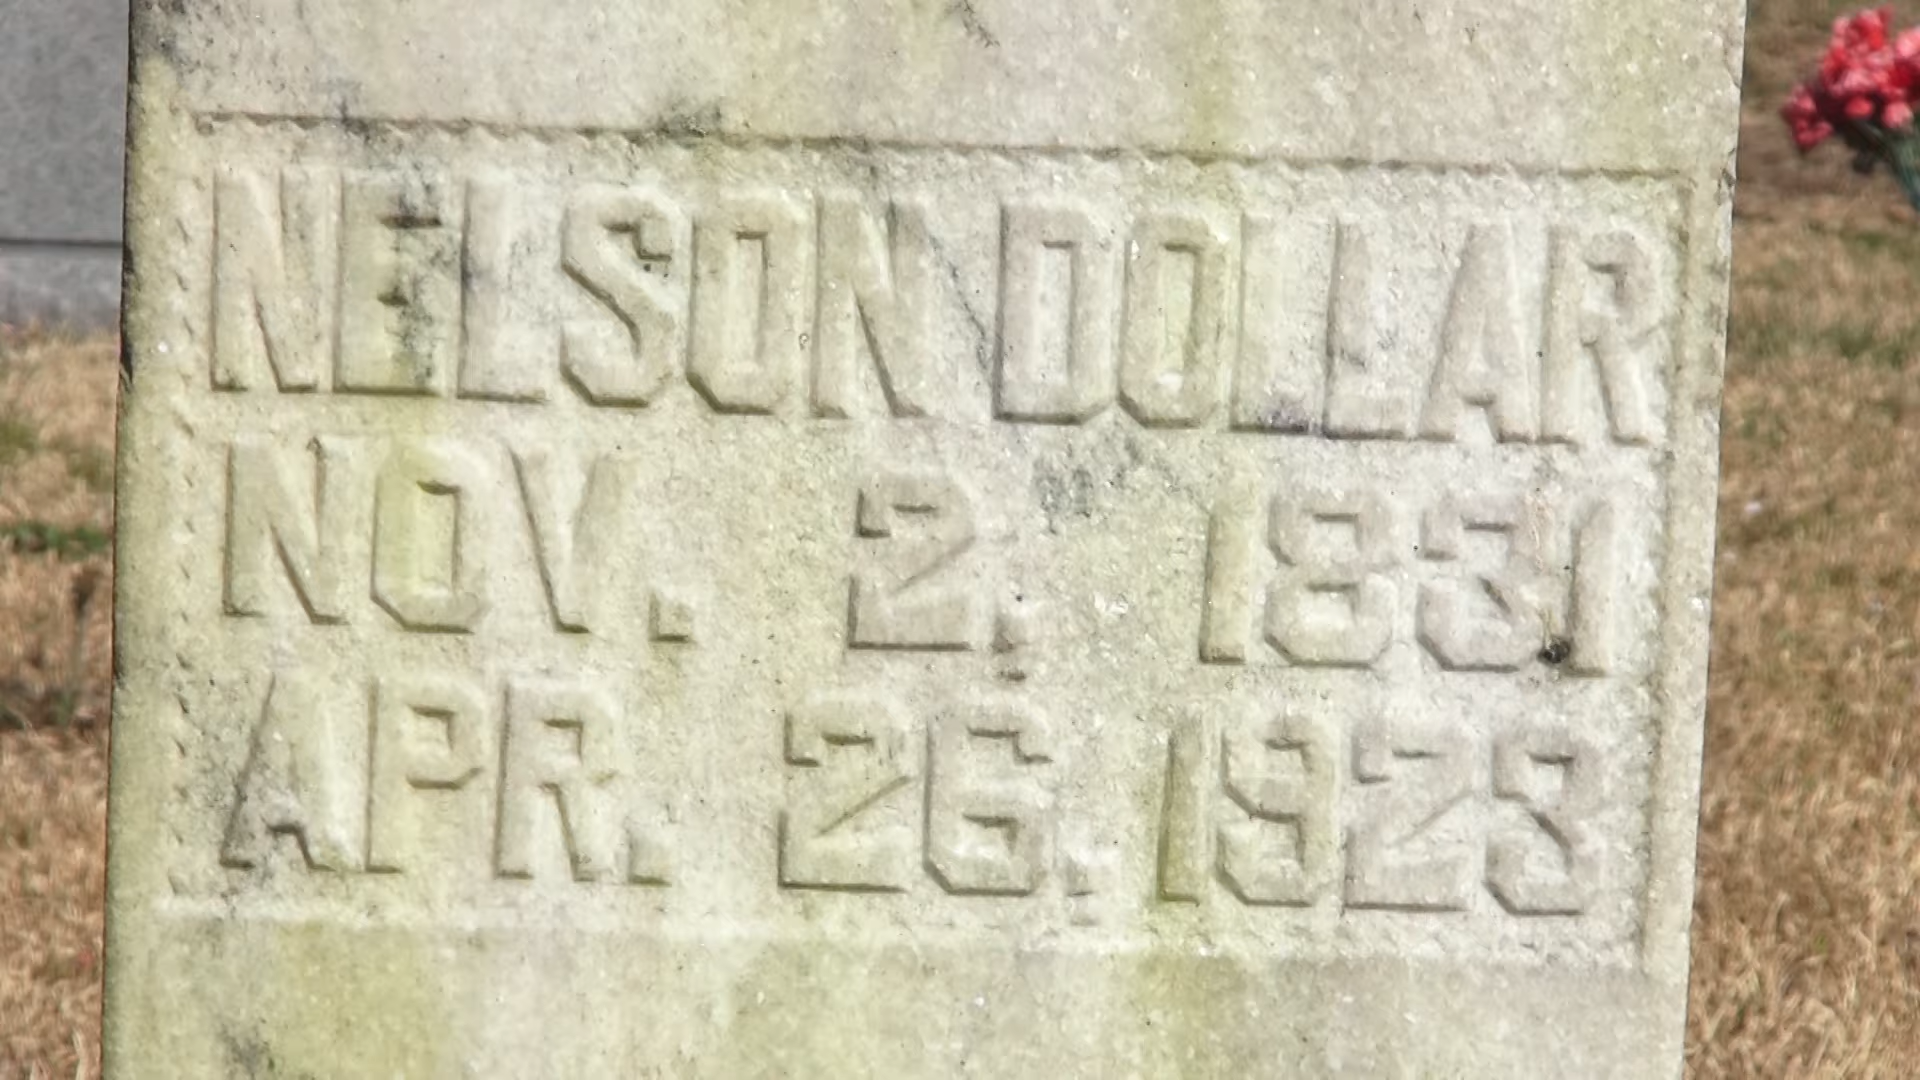 NELSON DOLLAR
NOV. 2, 1831
APR. 26, 1923